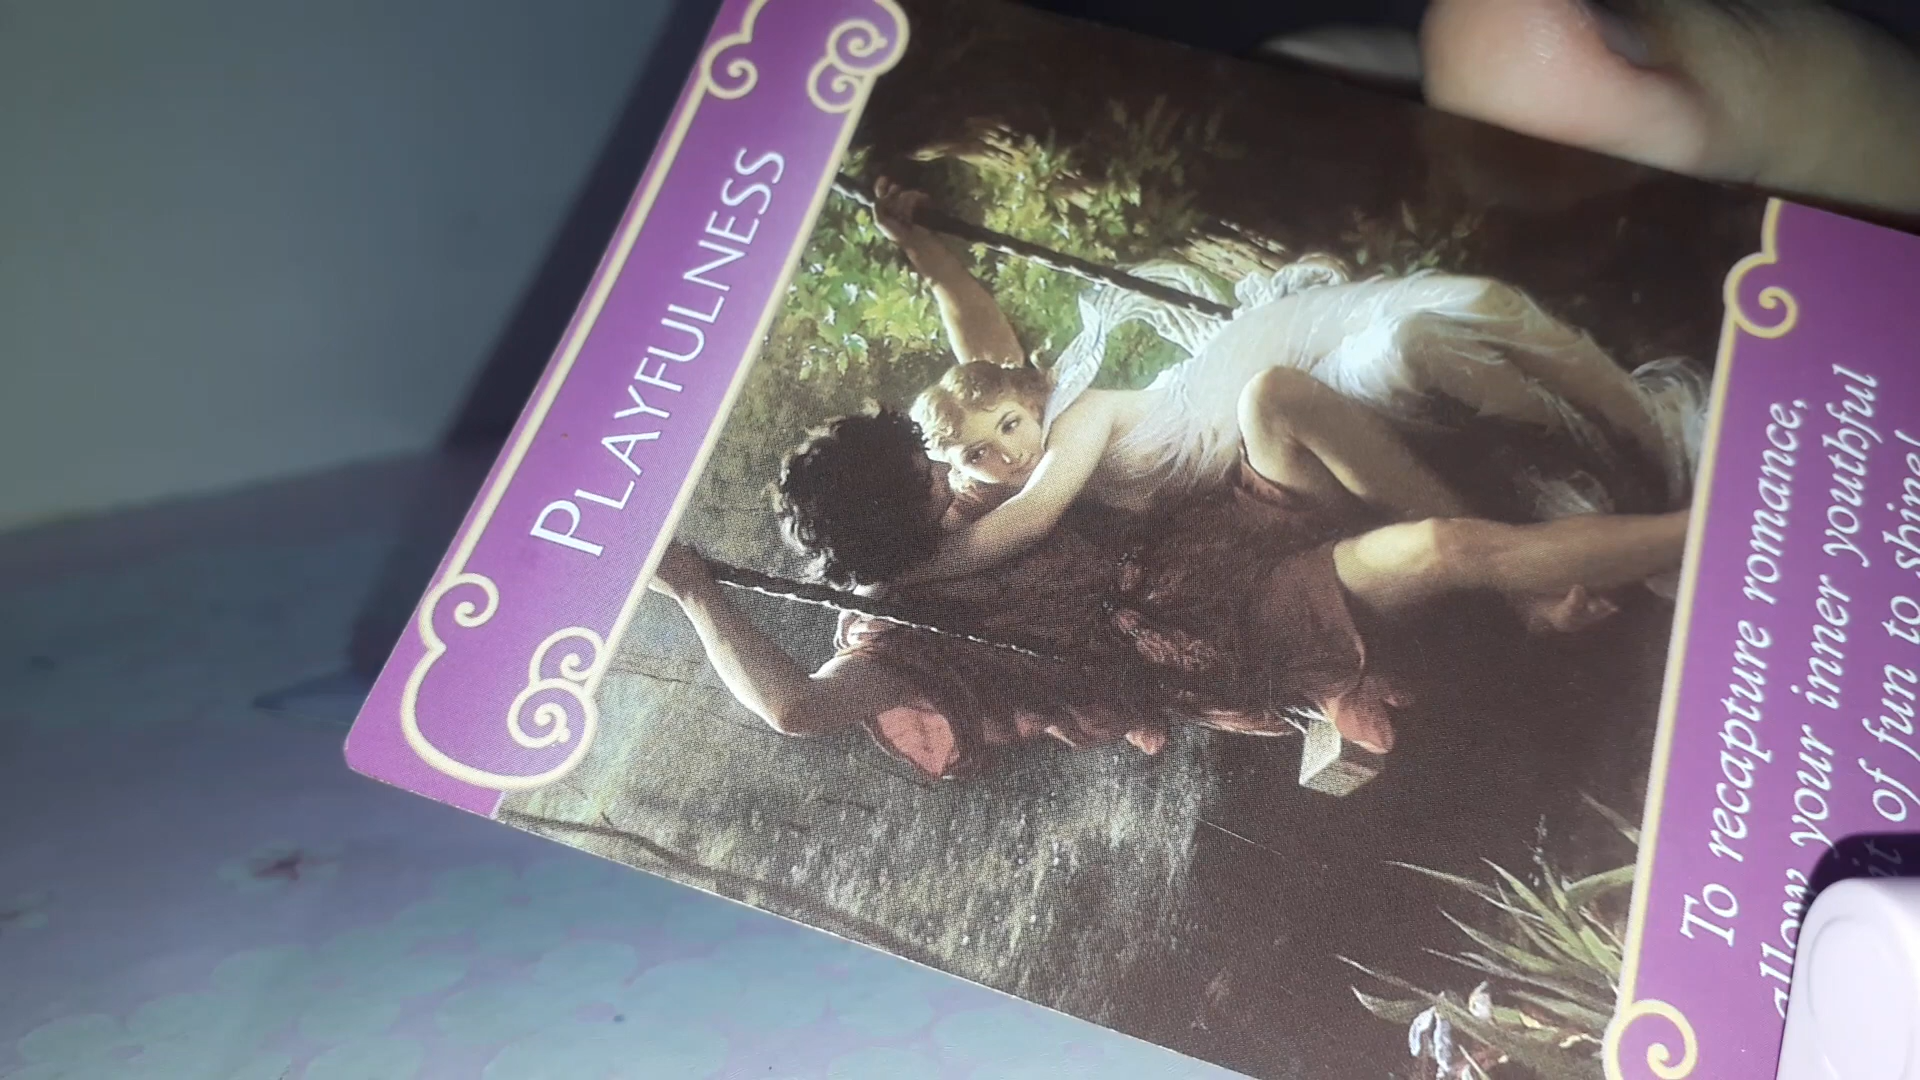 PLAYFULNESS
To recapture romance,
allow your inner youthful
of fun to shine!